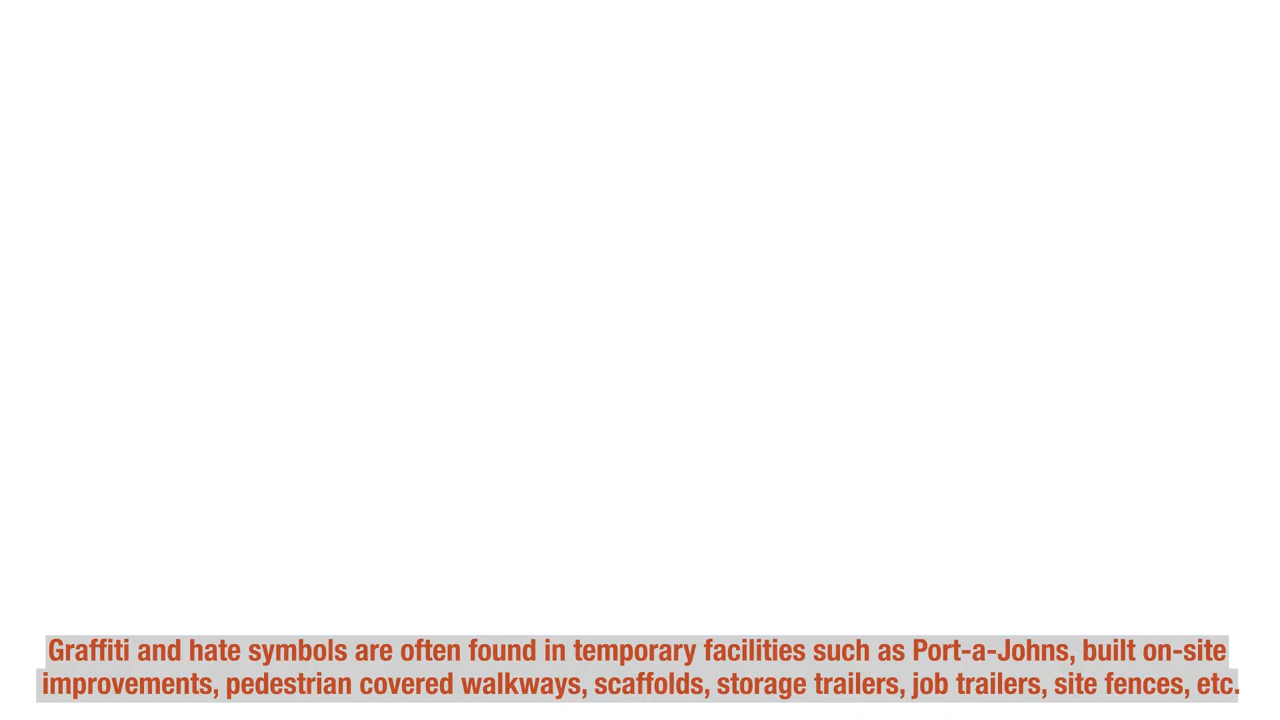 Graffiti and hate symbols are often found in temporary facilities such as Port-a-Johns, built on-site
improvements, pedestrian covered walkways, scaffolds, storage trailers, job trailers, site fences, etc.